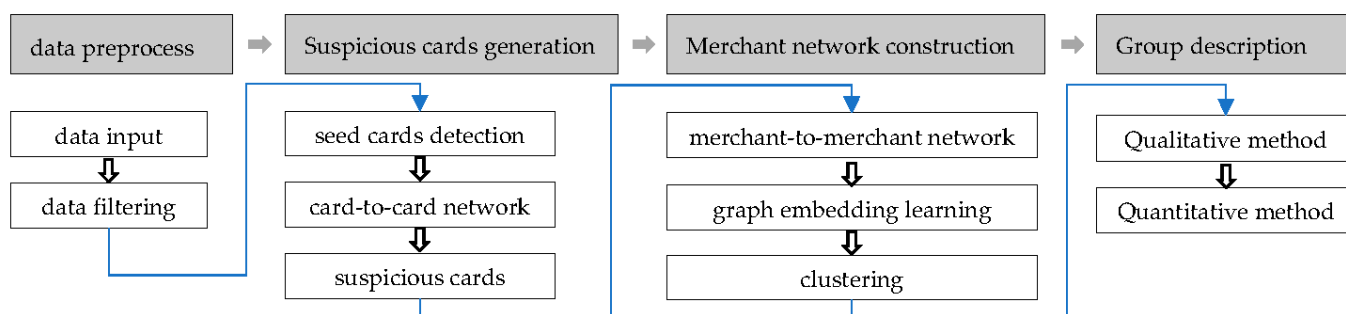 data preprocess
Suspicious cards generation
Merchant network construction
Group description
data input
data filtering
seed cards detection
card-to-card network
suspicious cards
merchant-to-merchant network
graph embedding learning
clustering
Qualitative method
Quantitative method